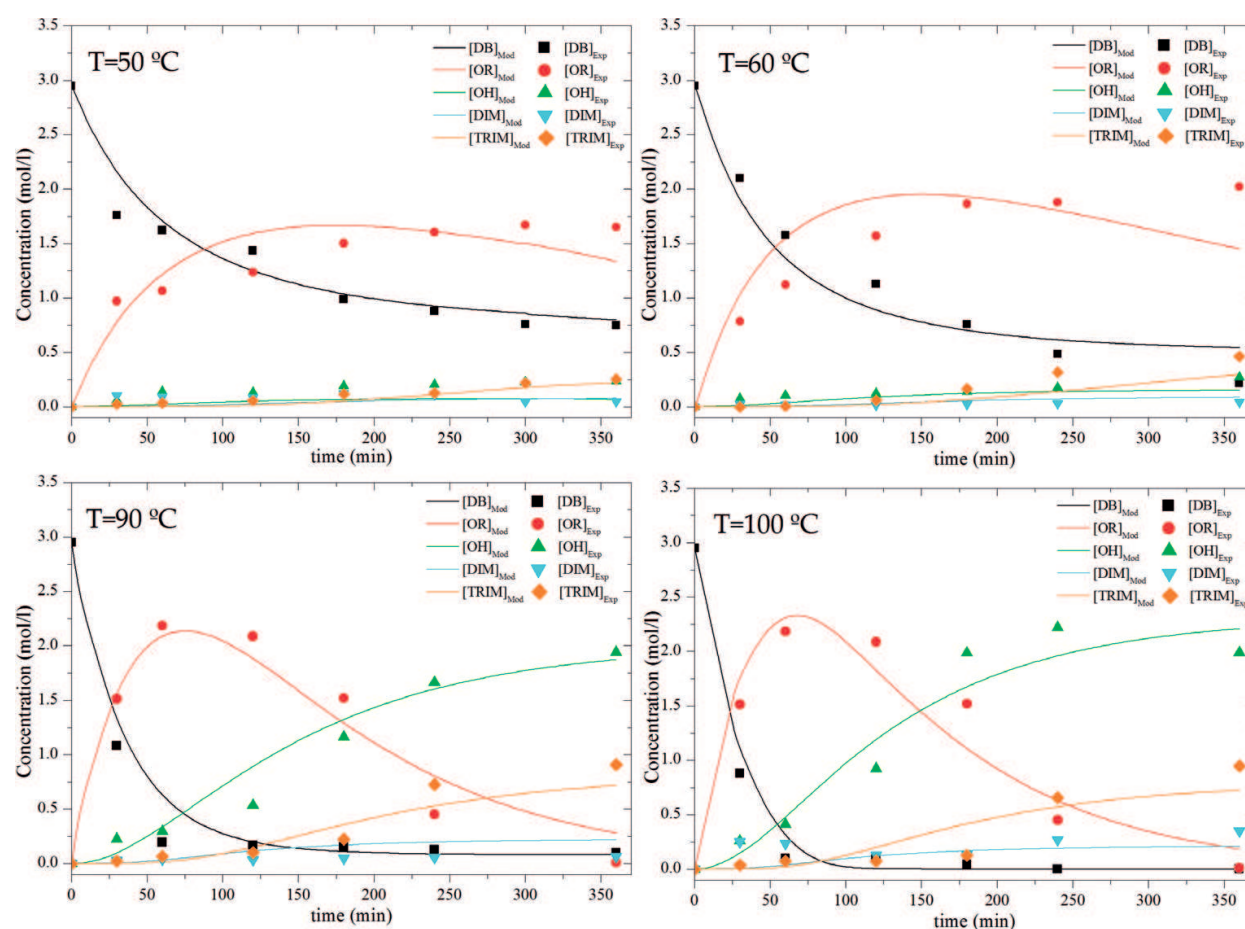 T=50 ºC
[DB]Mod [DB]Exp
[OR]Mod [OR]Exp
[OH]Mod [OH]Exp
[DIM]Mod [DIM]Exp
[TRIM]Mod [TRIM]Exp
3.5
3.0
2.5
2.0
1.5
1.0
0.5
0.0
Concentration (mol/l)
0 50 100 150 200 250 300 350
time (min)
T=60 ºC
[DB]Mod [DB]Exp
[OR]Mod [OR]Exp
[OH]Mod [OH]Exp
[DIM]Mod [DIM]Exp
[TRIM]Mod [TRIM]Exp
3.5
3.0
2.5
2.0
1.5
1.0
0.5
0.0
Concentration (mol/l)
0 50 100 150 200 250 300 350
time (min)
T=90 ºC
[DB]Mod [DB]Exp
[OR]Mod [OR]Exp
[OH]Mod [OH]Exp
[DIM]Mod [DIM]Exp
[TRIM]Mod [TRIM]Exp
3.5
3.0
2.5
2.0
1.5
1.0
0.5
0.0
Concentration (mol/l)
0 50 100 150 200 250 300 350
time (min)
T=100 ºC
[DB]Mod [DB]Exp
[OR]Mod [OR]Exp
[OH]Mod [OH]Exp
[DIM]Mod [DIM]Exp
[TRIM]Mod [TRIM]Exp
3.5
3.0
2.5
2.0
1.5
1.0
0.5
0.0
Concentration (mol/l)
0 50 100 150 200 250 300 350
time (min)